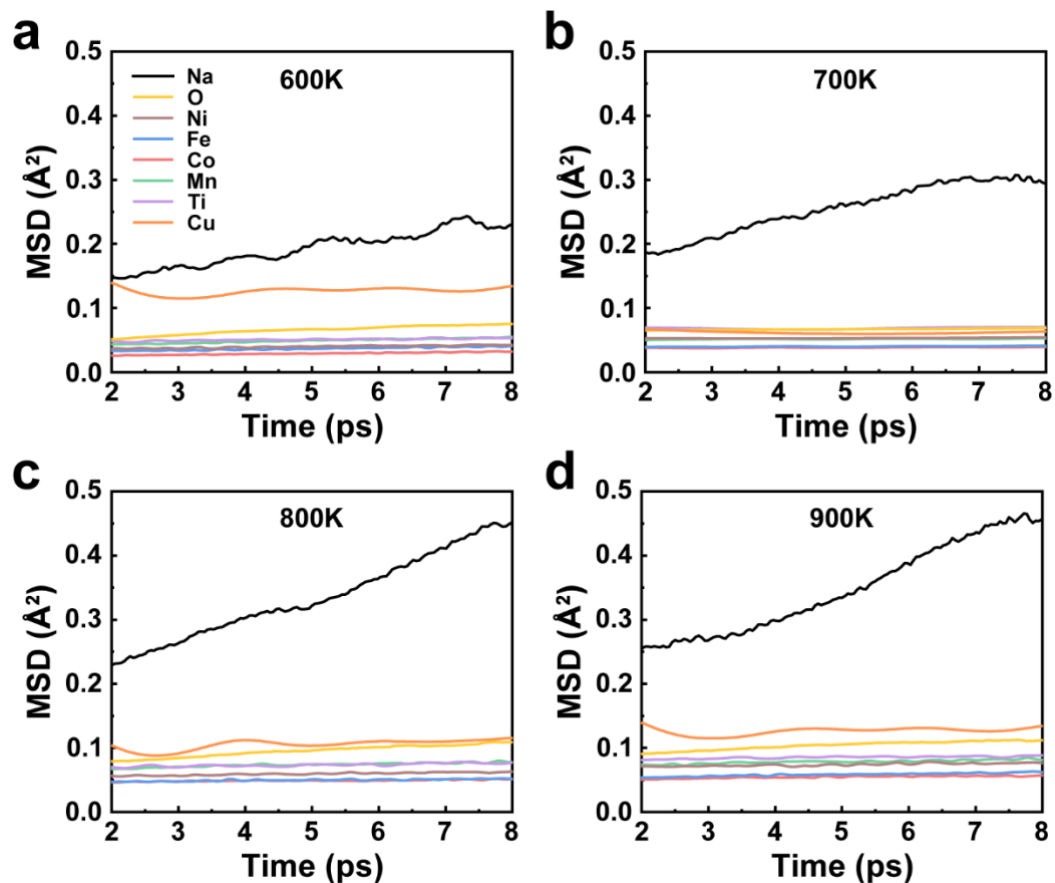 a
600K
Na
O
Ni
Fe
Co
Mn
Ti
Cu
MSD (Å²)
0.5
0.4
0.3
0.2
0.1
0.0
2 3 4 5 6 7 8
Time (ps)
b
700K
MSD (Å²)
0.5
0.4
0.3
0.2
0.1
0.0
2 3 4 5 6 7 8
Time (ps)
c
800K
MSD (Å²)
0.5
0.4
0.3
0.2
0.1
0.0
2 3 4 5 6 7 8
Time (ps)
d
900K
MSD (Å²)
0.5
0.4
0.3
0.2
0.1
0.0
2 3 4 5 6 7 8
Time (ps)